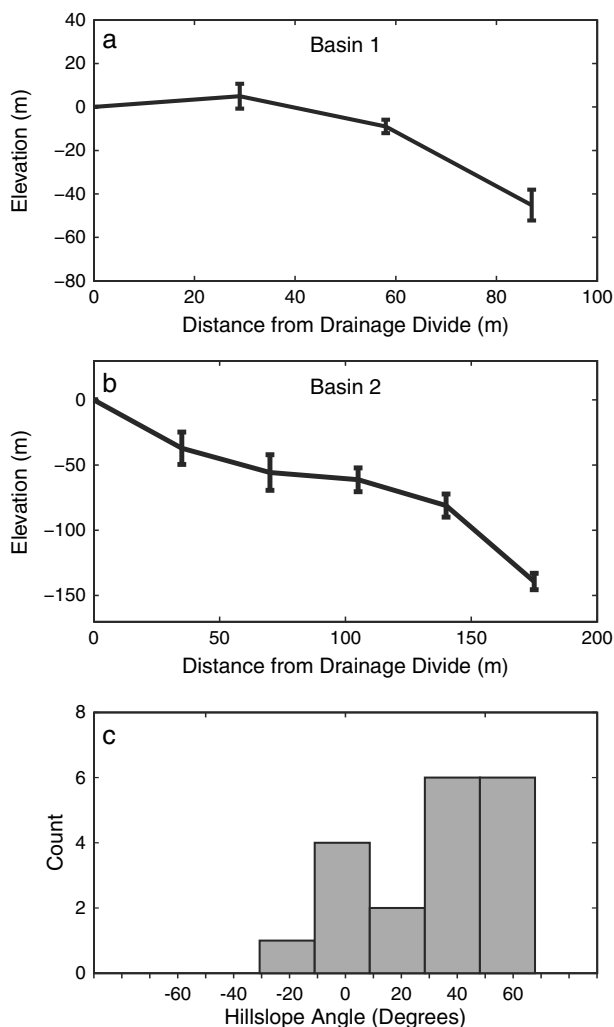 a
Basin 1
Elevation (m)
40
20
0
−20
−40
−60
−80
0 20 40 60 80 100
Distance from Drainage Divide (m)
b
Basin 2
Elevation (m)
0
−50
−100
−150
0 50 100 150 200
Distance from Drainage Divide (m)
c
Count
8
6
4
2
0
-60 -40 -20 0 20 40 60
Hillslope Angle (Degrees)